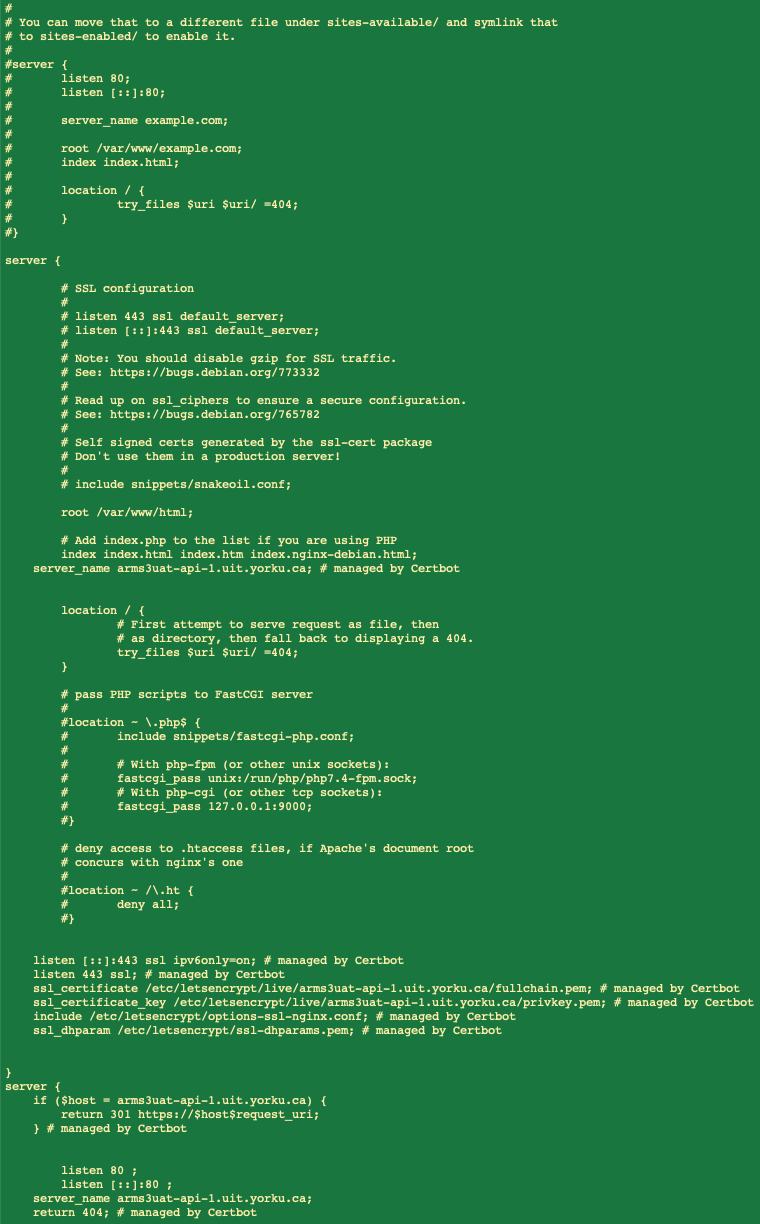 #
# You can move that to a different file under sites-available/ and symlink that
# to sites-enabled/ to enable it.
#
#server {
#       listen 80;
#       listen [::]:80;
#
#       server_name example.com;
#
#       root /var/www/example.com;
#       index index.html;
#
#       location / {
#               try_files $uri $uri/ =404;
#       }
#}
server {
        # SSL configuration
        #
        # listen 443 ssl default_server;
        # listen [::]:443 ssl default_server;
        #
        # Note: You should disable gzip for SSL traffic.
        # See: https://bugs.debian.org/773332
        #
        # Read up on ssl_ciphers to ensure a secure configuration.
        # See: https://bugs.debian.org/765782
        #
        # Self signed certs generated by the ssl-cert package
        # Don't use them in a production server!
        #
        # include snippets/snakeoil.conf;
        root /var/www/html;
        # Add index.php to the list if you are using PHP
        index index.html index.htm index.nginx-debian.html;
    server_name arms3uat-api-1.uit.yorku.ca; # managed by Certbot
        location / {
                # First attempt to serve request as file, then
                # as directory, then fall back to displaying a 404.
                try_files $uri $uri/ =404;
        }
        # pass PHP scripts to FastCGI server
        #
        #location ~ \.php$ {
        #       include snippets/fastcgi-php.conf;
        #
        #       # With php-fpm (or other unix sockets):
        #       fastcgi_pass unix:/run/php/php7.4-fpm.sock;
        #       # With php-cgi (or other tcp sockets):
        #       fastcgi_pass 127.0.0.1:9000;
        #}
        # deny access to .htaccess files, if Apache's document root
        # concurs with nginx's one
        #
        #location ~ /\.ht {
        #       deny all;
        #}
    listen [::]:443 ssl ipv6only=on; # managed by Certbot
    listen 443 ssl; # managed by Certbot
    ssl_certificate /etc/letsencrypt/live/arms3uat-api-1.uit.yorku.ca/fullchain.pem; # managed by Certbot
    ssl_certificate_key /etc/letsencrypt/live/arms3uat-api-1.uit.yorku.ca/privkey.pem; # managed by Certbot
    include /etc/letsencrypt/options-ssl-nginx.conf; # managed by Certbot
    ssl_dhparam /etc/letsencrypt/ssl-dhparams.pem; # managed by Certbot
}
server {
    if ($host = arms3uat-api-1.uit.yorku.ca) {
        return 301 https://$host$request_uri;
    } # managed by Certbot
        listen 80 ;
        listen [::]:80 ;
    server_name arms3uat-api-1.uit.yorku.ca;
    return 404; # managed by Certbot